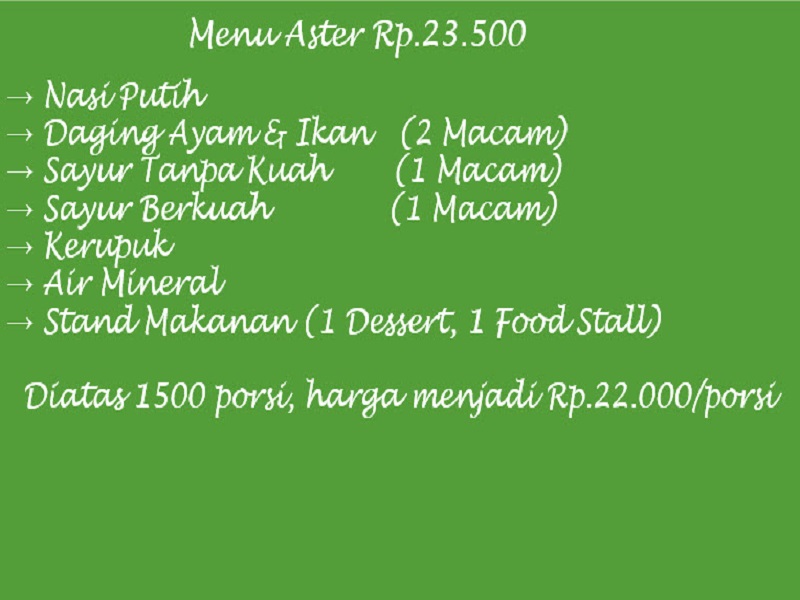 Menu Aster Rp.23.500
→ Nasi Putih
→ Daging Ayam & Ikan (2 Macam)
→ Sayur Tanpa Kuah (1 Macam)
→ Sayur Berkuah (1 Macam)
→ Kerupuk
→ Air Mineral
→ Stand Makanan (1 Dessert, 1 Food Stall)
Diatas 1500 porsi, harga menjadi Rp.22.000/porsi